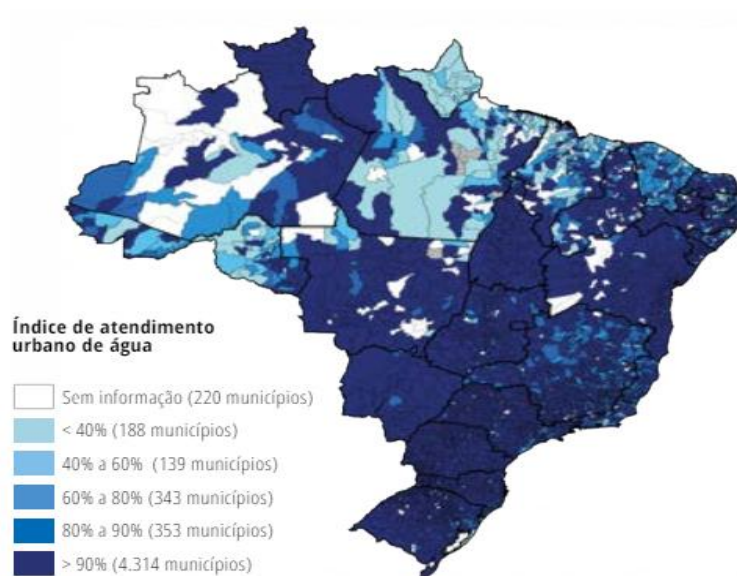 Índice de atendimento
urbano de água
Sem informação (220 municípios)
< 40% (188 municípios)
40% a 60% (139 municípios)
60% a 80% (343 municípios)
80% a 90% (353 municípios)
> 90% (4.314 municípios)